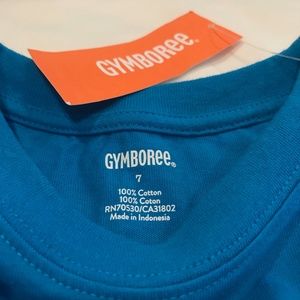 GYMBOREE
GYMBOREE
7
100% Cotton
100% Coton
RN70530/CA31802
Made in Indonesia